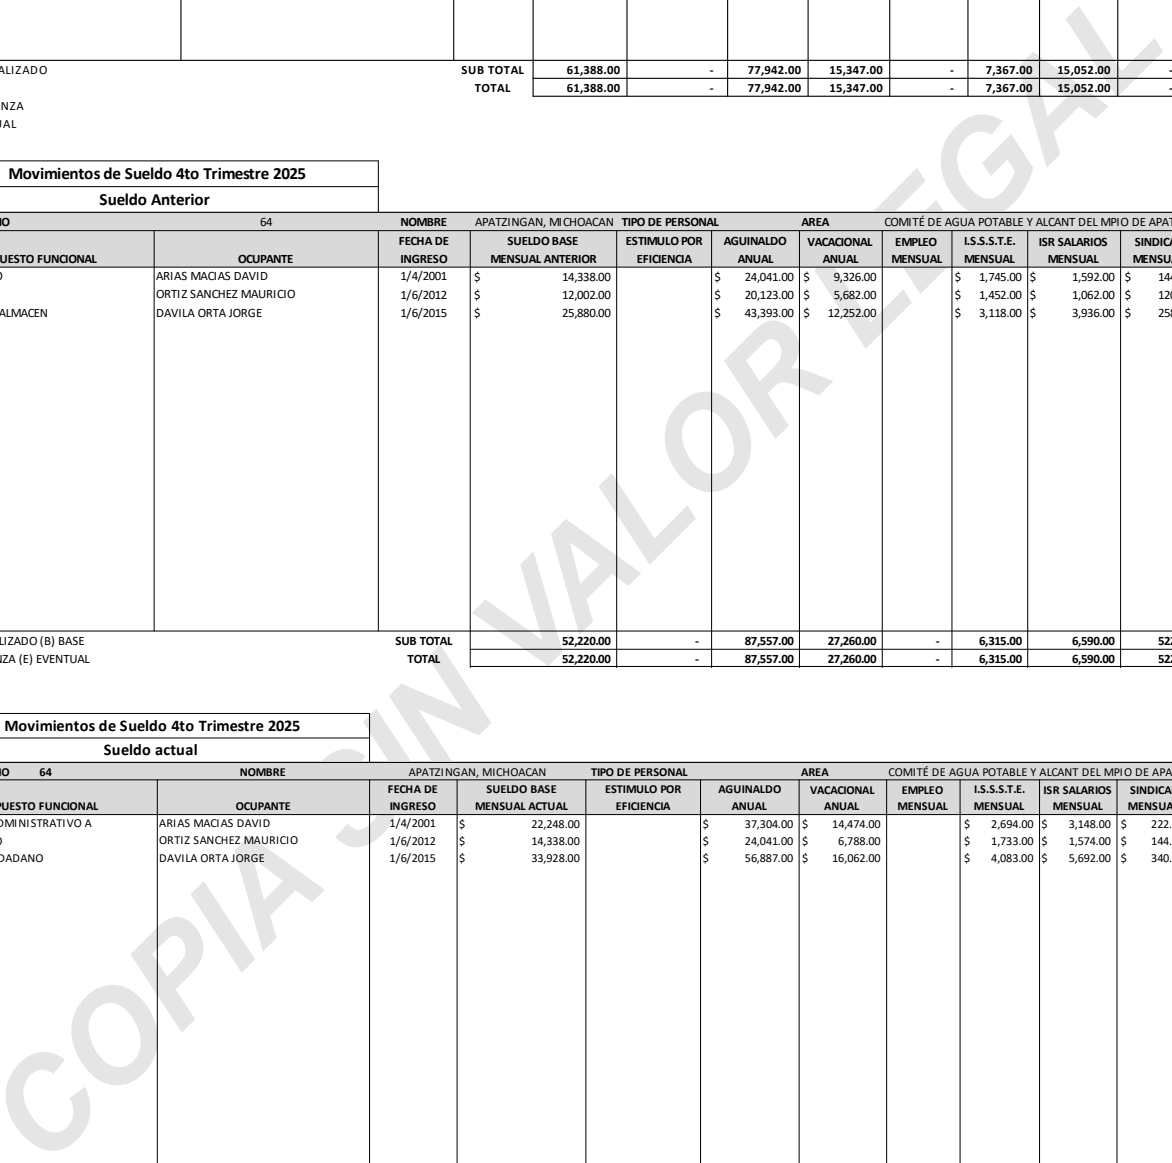 ALIZADO SUB TOTAL 61,388.00 - 77,942.00 15,347.00 - 7,367.00 15,052.00 -
TOTAL 61,388.00 - 77,942.00 15,347.00 - 7,367.00 15,052.00 -
NZA
UAL
Movimientos de Sueldo 4to Trimestre 2025
Sueldo Anterior
IO 64 NOMBRE APATZINGAN, MICHOACAN TIPO DE PERSONAL AREA COMITÉ DE AGUA POTABLE Y ALCANT DEL MPIO DE APAT
FECHA DE SUELDO BASE ESTIMULO POR AGUINALDO VACACIONAL EMPLEO I.S.S.S.T.E. ISR SALARIOS SINDICA
UESTO FUNCIONAL OCUPANTE INGRESO MENSUAL ANTERIOR EFICIENCIA ANUAL ANUAL MENSUAL MENSUAL MENSUAL MENSUA
O ARIAS MACIAS DAVID 1/4/2001 $ 14,338.00 $ 24,041.00 $ 9,326.00 $ 1,745.00 $ 1,592.00 $ 144
ORTIZ SANCHEZ MAURICIO 1/6/2012 $ 12,002.00 $ 20,123.00 $ 5,682.00 $ 1,452.00 $ 1,062.00 $ 120
ALMACEN DAVILA ORTA JORGE 1/6/2015 $ 25,880.00 $ 43,393.00 $ 12,252.00 $ 3,118.00 $ 3,936.00 $ 258
LIZADO (B) BASE SUB TOTAL 52,220.00 - 87,557.00 27,260.00 - 6,315.00 6,590.00 522
NZA (E) EVENTUAL TOTAL 52,220.00 - 87,557.00 27,260.00 - 6,315.00 6,590.00 522
Movimientos de Sueldo 4to Trimestre 2025
Sueldo actual
IO 64 NOMBRE APATZINGAN, MICHOACAN TIPO DE PERSONAL AREA COMITÉ DE AGUA POTABLE Y ALCANT DEL MPIO DE APA
FECHA DE SUELDO BASE ESTIMULO POR AGUINALDO VACACIONAL EMPLEO I.S.S.S.T.E. ISR SALARIOS SINDICA
UESTO FUNCIONAL OCUPANTE INGRESO MENSUAL ACTUAL EFICIENCIA ANUAL ANUAL MENSUAL MENSUAL MENSUAL MENSUA
DMINISTRATIVO A ARIAS MACIAS DAVID 1/4/2001 $ 22,248.00 $ 37,304.00 $ 14,474.00 $ 2,694.00 $ 3,148.00 $ 222.
O ORTIZ SANCHEZ MAURICIO 1/6/2012 $ 14,338.00 $ 24,041.00 $ 6,788.00 $ 1,733.00 $ 1,574.00 $ 144.
DADANO DAVILA ORTA JORGE 1/6/2015 $ 33,928.00 $ 56,887.00 $ 16,062.00 $ 4,083.00 $ 5,692.00 $ 340.
COPIA SIN VALOR LEGAL